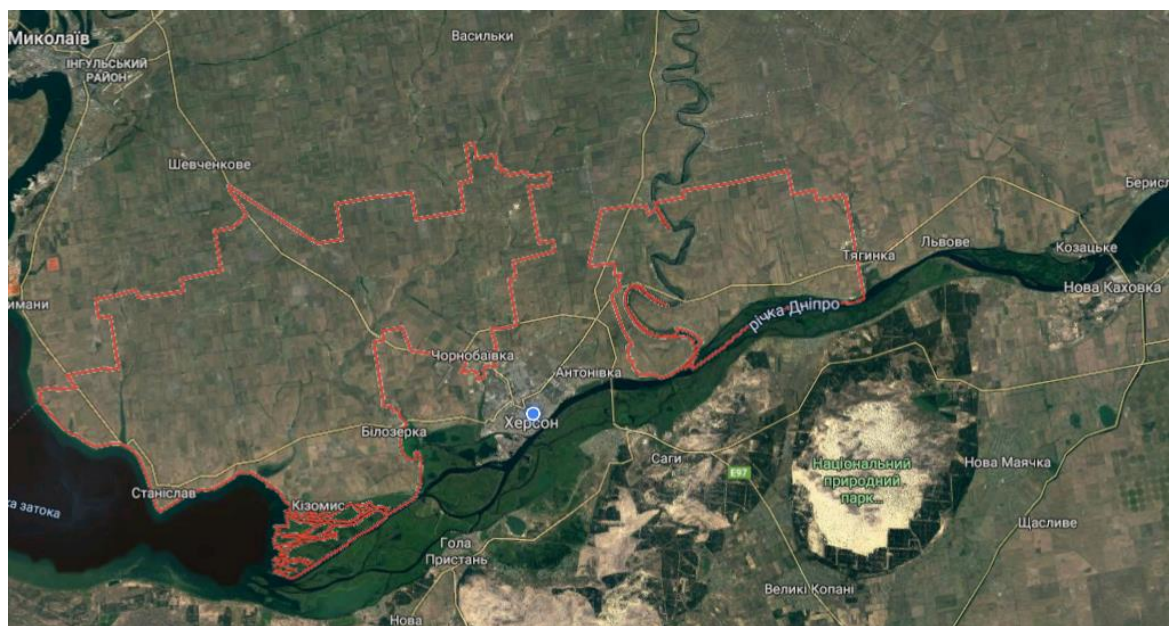 Миколаїв
ІНГУЛЬСЬКИЙ
РАЙОН
Васильки
Шевченкове
Берисл
Львове
Козацьке
Тягинка
Нова Каховка
имани
річка Дніпро
Чорнобаївка
Антонівка
Херсон
Білозерка
Саги
E97
Національний
природний
парк...
Нова Маячка
Станіслав
Кізомис
ка затока
Щасливе
Гола
Пристань
Великі Копані
Нова